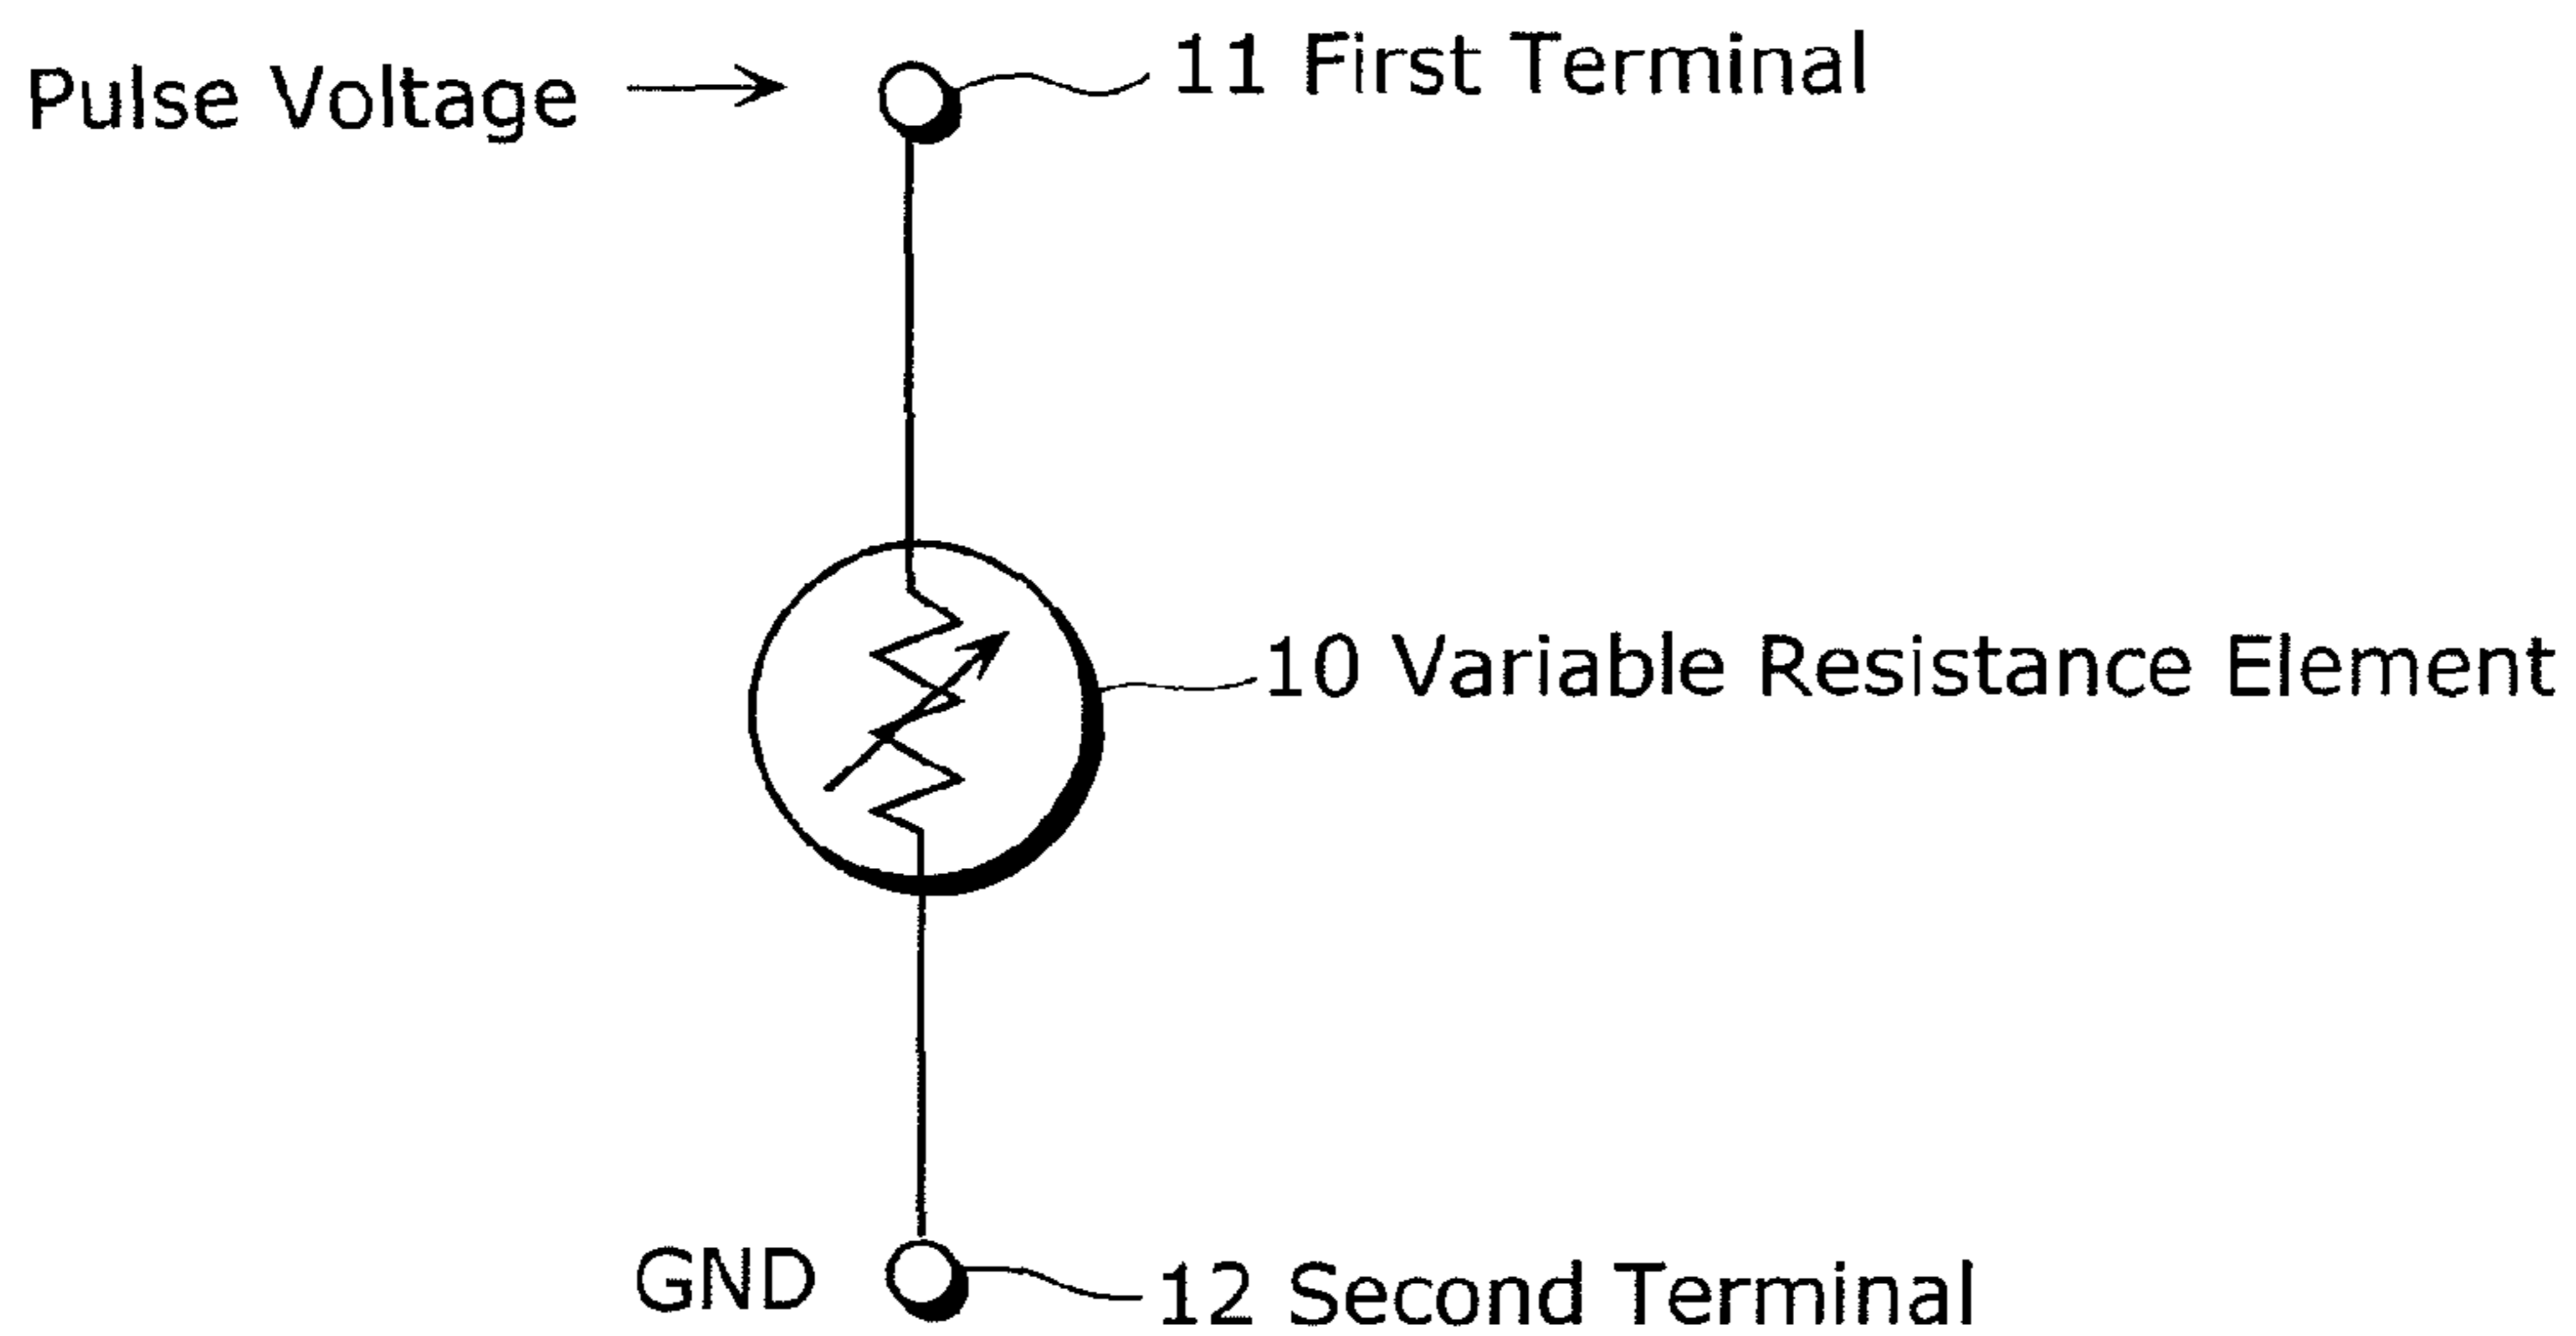 Pulse Voltage
11 First Terminal
10 Variable Resistance Element
GND
12 Second Terminal